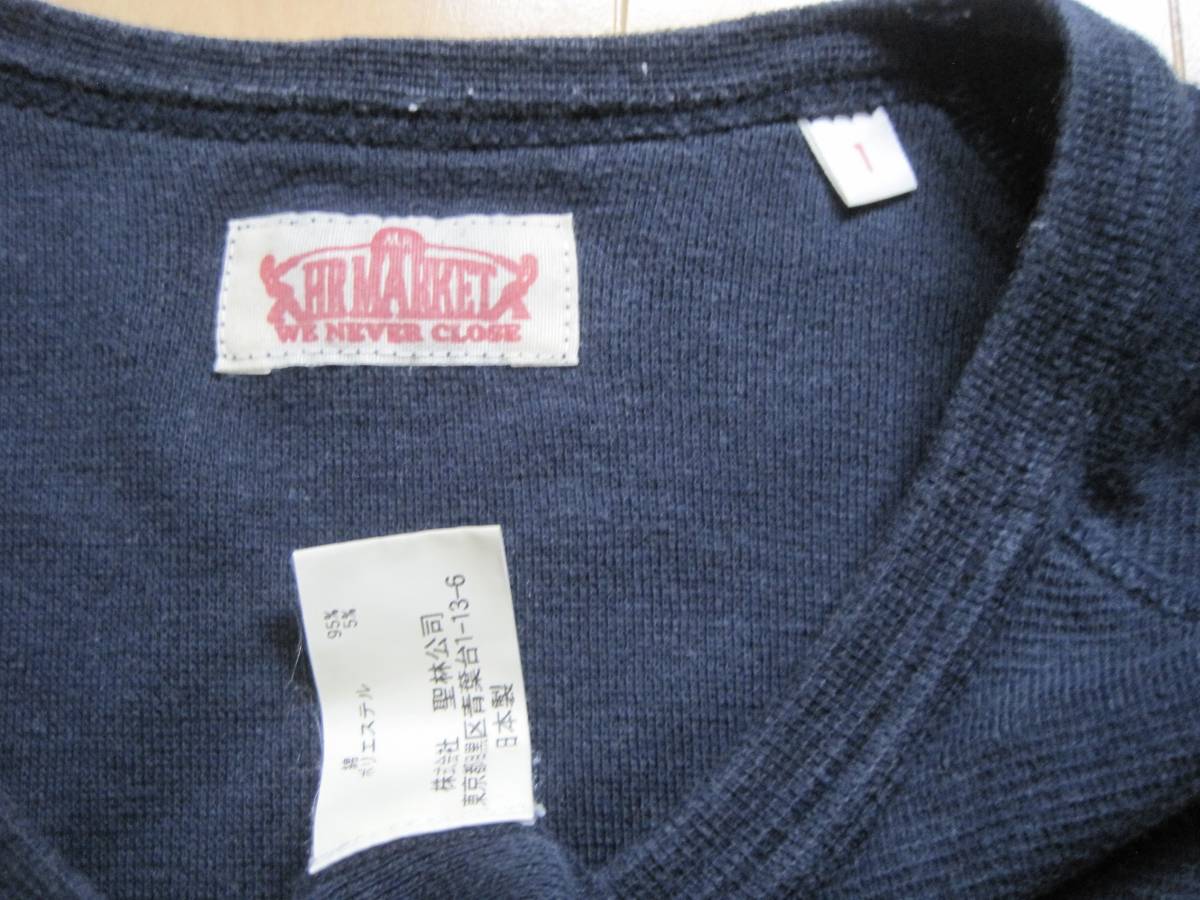 1
MR
HR MARKET
WE NEVER CLOSE
綿 95%
ポリエステル 5%
株式会社 聖林公司
東京都目黒区青葉台1-13-6
日本製